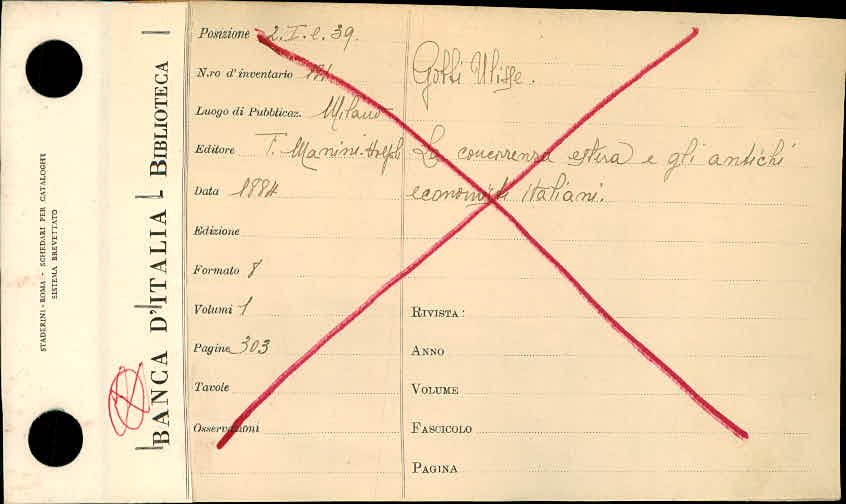 STADERINI - ROMA - SCHEDARI PER CATALOGHI
SISTEMA BREVETTATO
BANCA D'ITALIA - BIBLIOTECA
Posizione 2.I.e.39.
N.ro d'inventario
Luogo di Pubblicaz. Milano
Editore T. Manini-Hoepli
Data 1884
Edizione
Formato 8
Volumi 1
Pagine 303
Tavole
Osservazioni
Gobbi Ulisse.
La concorrenza estera e gli antichi
economisti italiani.
RIVISTA:
ANNO
VOLUME
FASCICOLO
PAGINA